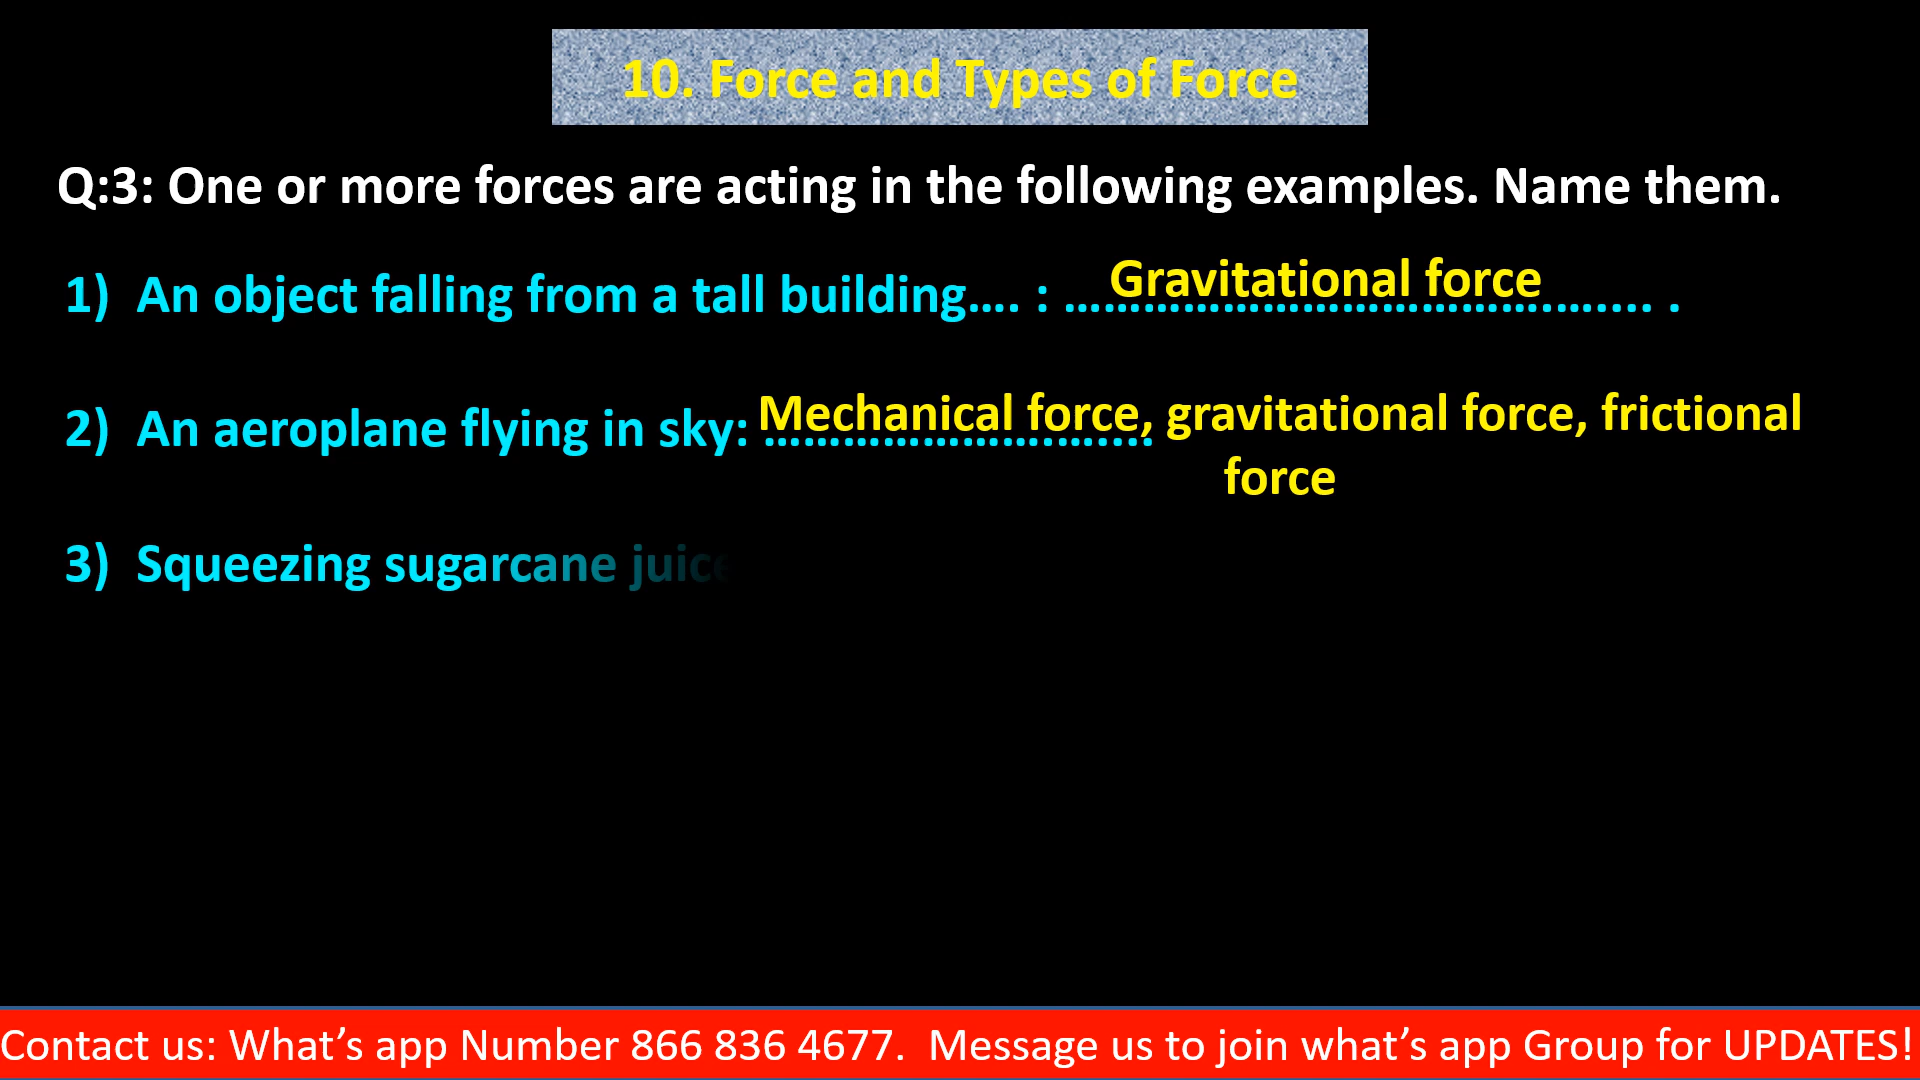 10. Force and Types of Force
Q:3: One or more forces are acting in the following examples. Name them.
1) An object falling from a tall building…. : ……………………………….…..... .
Gravitational force
2) An aeroplane flying in sky: ………………….…....
Mechanical force, gravitational force, frictional
force
3) Squeezing sugarcane juice
Contact us: What’s app Number 866 836 4677. Message us to join what’s app Group for UPDATES!